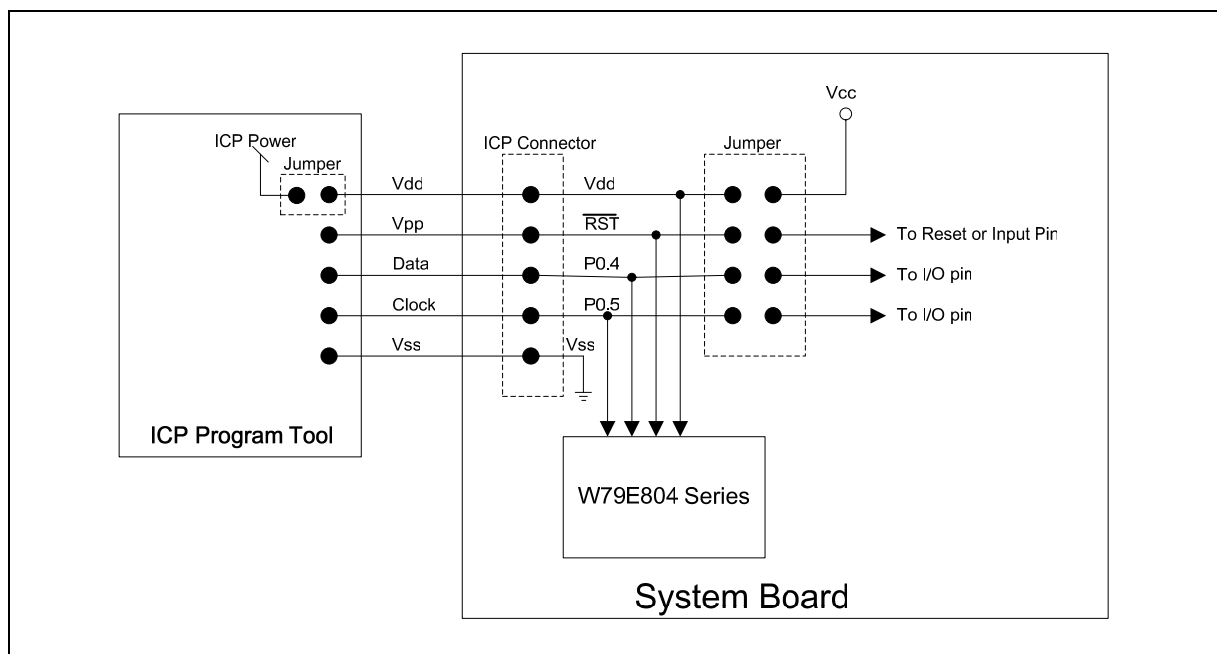 Vcc
ICP Power
Jumper
ICP Connector
Jumper
Vdd
Vdd
Vpp
RST
To Reset or Input Pin
Data
P0.4
To I/O pin
Clock
P0.5
To I/O pin
Vss
Vss
ICP Program Tool
W79E804 Series
System Board